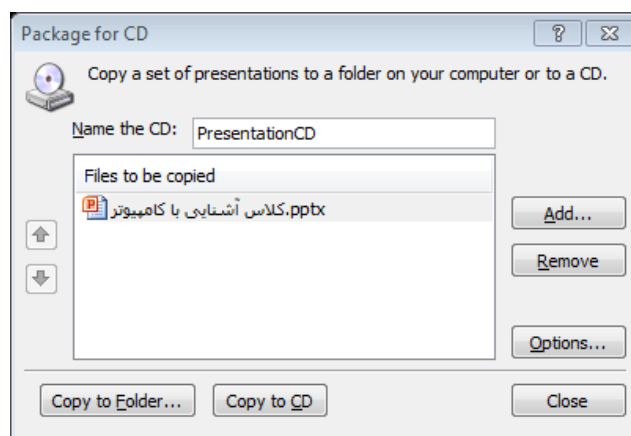 Package for CD
Copy a set of presentations to a folder on your computer or to a CD.
Name the CD: PresentationCD
Files to be copied
کلاس آشنایی با کامپیوتر.pptx
Add...
Remove
Options...
Copy to Folder... Copy to CD Close